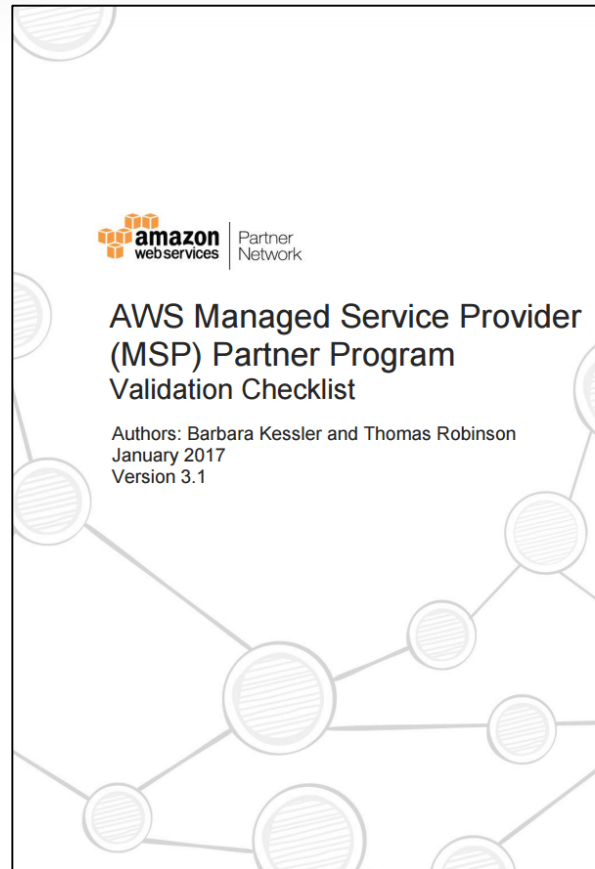 amazon
webservices
Partner
Network
AWS Managed Service Provider
(MSP) Partner Program
Validation Checklist
Authors: Barbara Kessler and Thomas Robinson
January 2017
Version 3.1